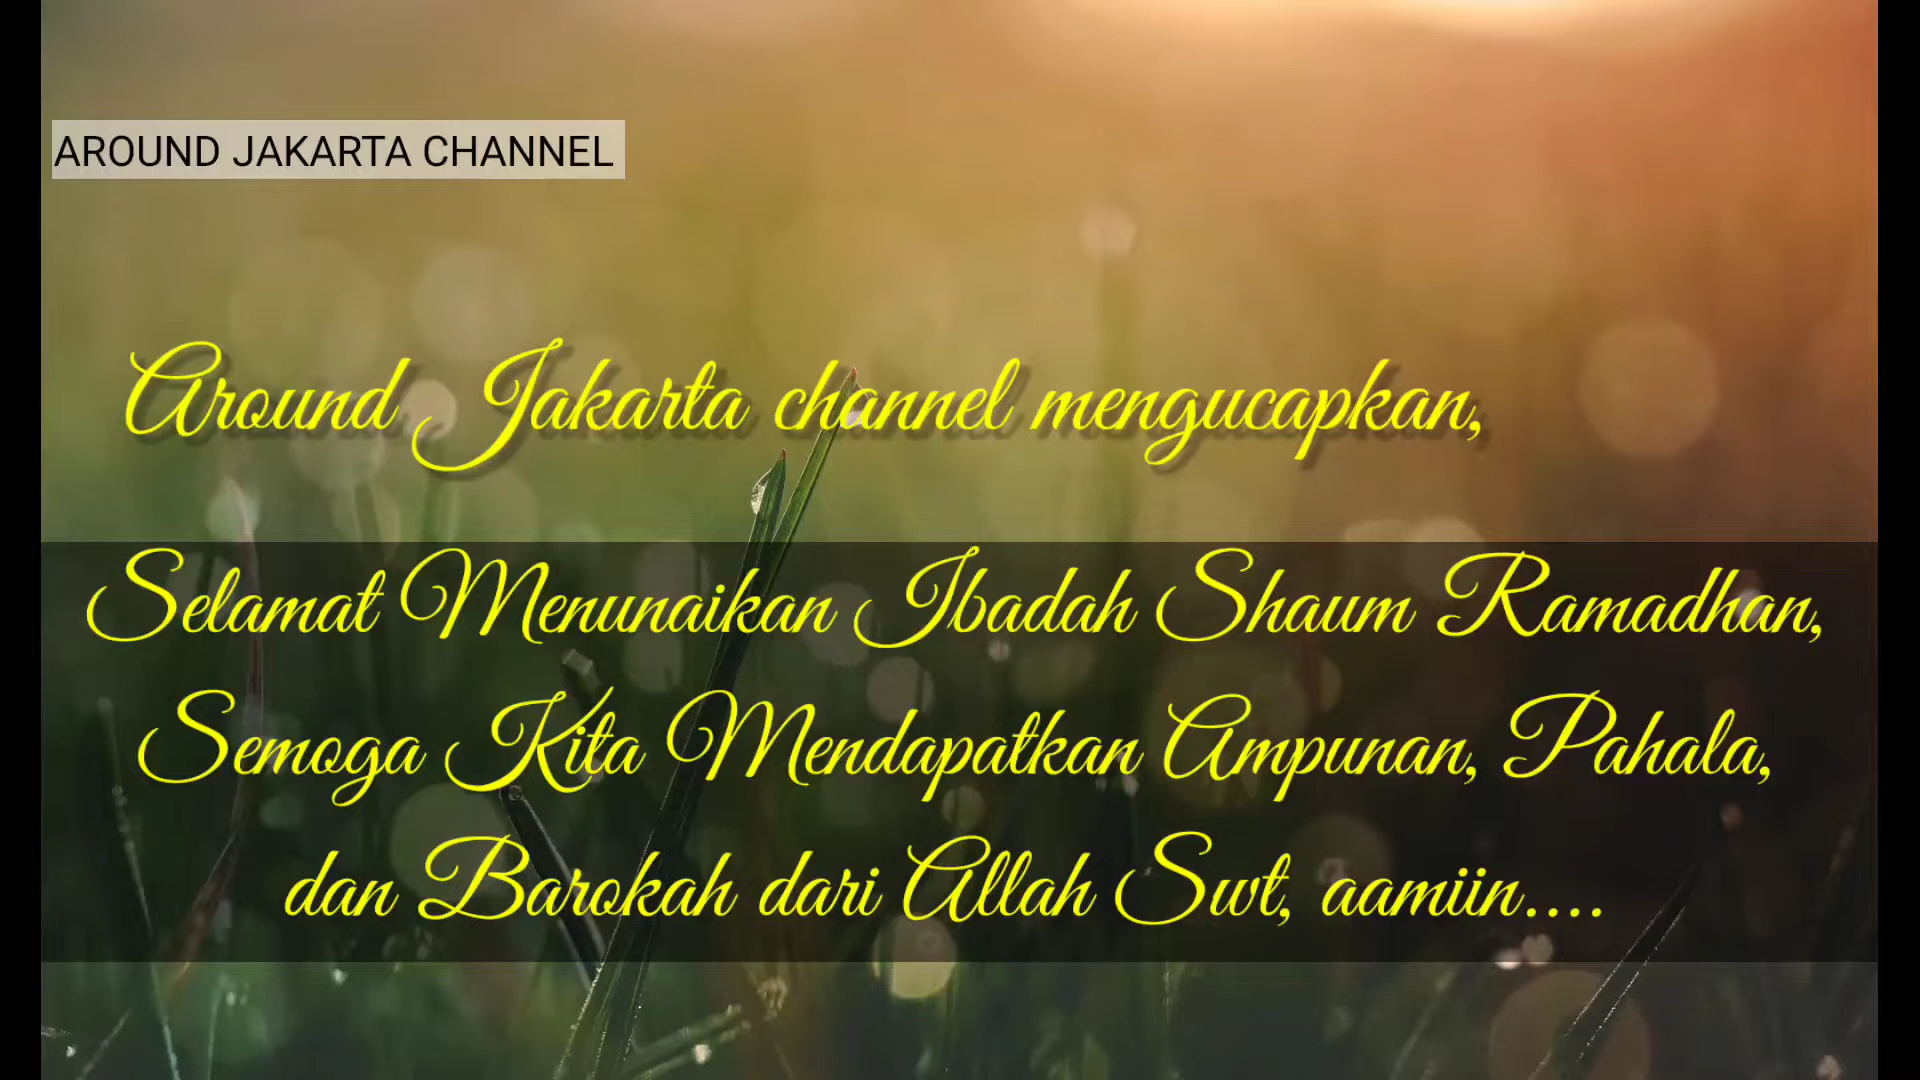 AROUND JAKARTA CHANNEL
Around Jakarta channel mengucapkan,
Selamat Menunaikan Ibadah Shaum Ramadhan,
Semoga Kita Mendapatkan Ampunan, Pahala,
dan Barokah dari Allah Swt, aamiin....